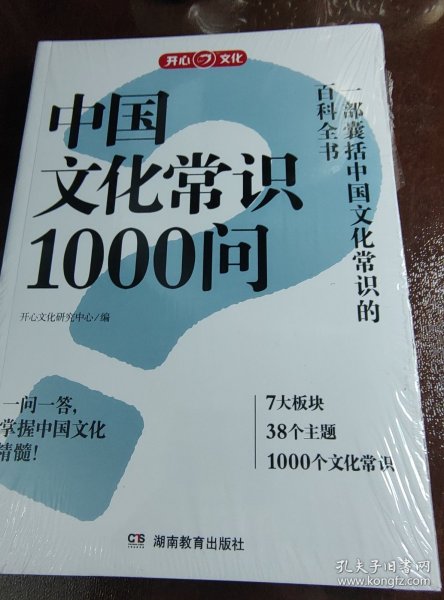 开心 文化
中国
文化常识
1000问
一部囊括中国文化常识的
百科全书
开心文化研究中心/编
一问一答,
掌握中国文化
精髓!
7大板块
38个主题
1000个文化常识
CTS
湖南教育出版社
孔夫子旧书网